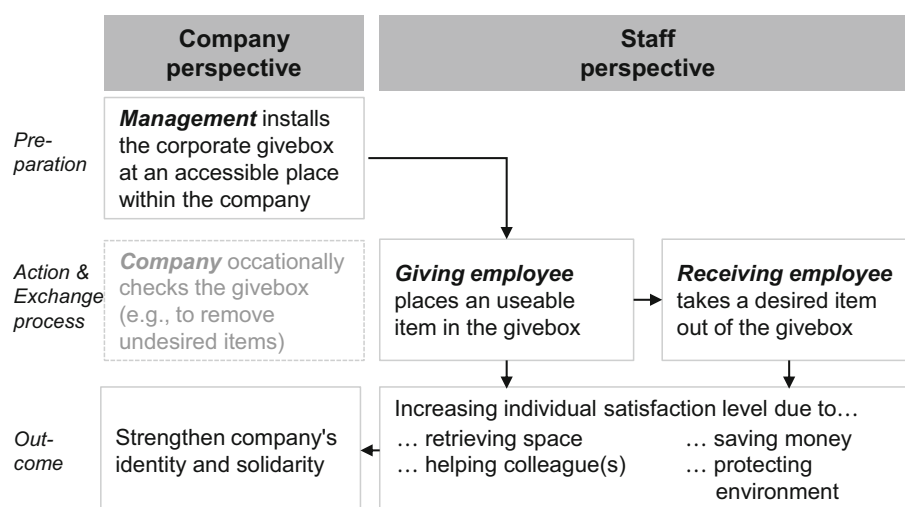 Company
perspective
Staff
perspective
Pre-
paration
Management installs
the corporate givebox
at an accessible place
within the company
Action &
Exchange
process
Company occationally
checks the givebox
(e.g., to remove
undesired items)
Giving employee
places an useable
item in the givebox
Receiving employee
takes a desired item
out of the givebox
Out-
come
Strengthen company's
identity and solidarity
Increasing individual satisfaction level due to…
… retrieving space
… helping colleague(s)
… saving money
… protecting
environment